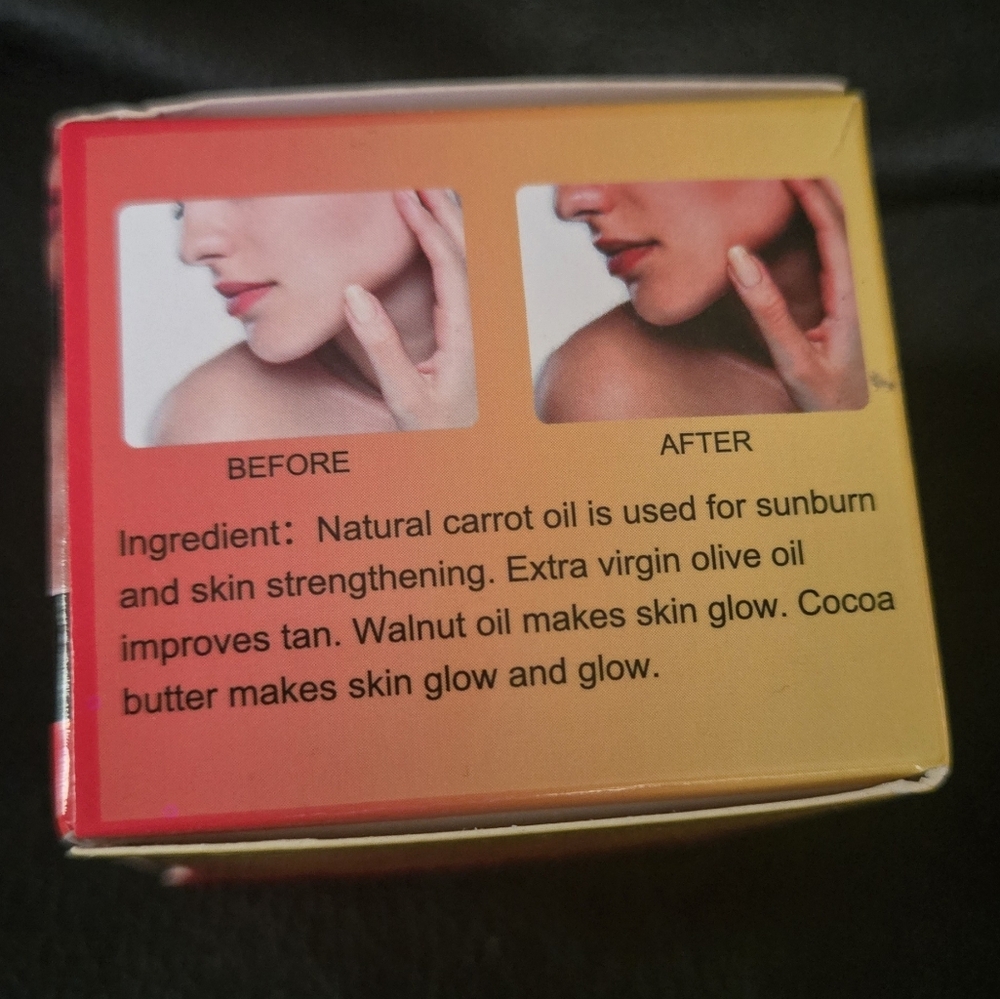 BEFORE
AFTER
Ingredient: Natural carrot oil is used for sunburn
and skin strengthening. Extra virgin olive oil
improves tan. Walnut oil makes skin glow. Cocoa
butter makes skin glow and glow.